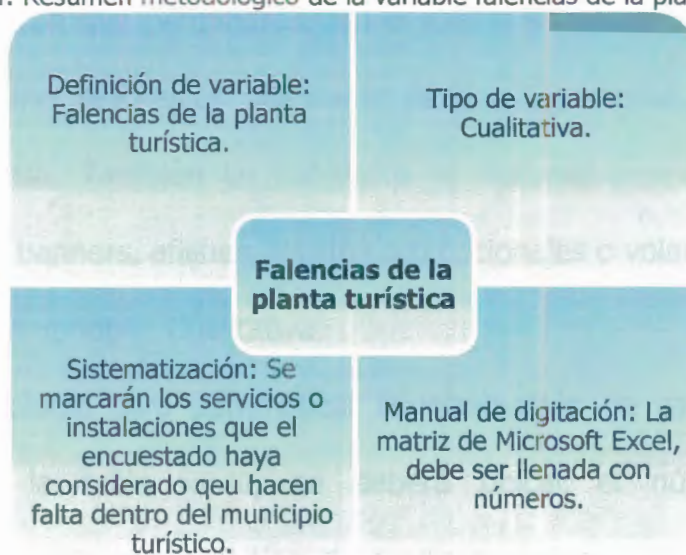 . Resumen metodológico de la variable falencias de la pla
Definición de variable:
Falencias de la planta
turística.
Tipo de variable:
Cualitativa.
Falencias de la
planta turística
Sistematización: Se
marcarán los servicios o
instalaciones que el
encuestado haya
considerado qeu hacen
falta dentro del municipio
turístico.
Manual de digitación: La
matriz de Microsoft Excel,
debe ser llenada con
números.